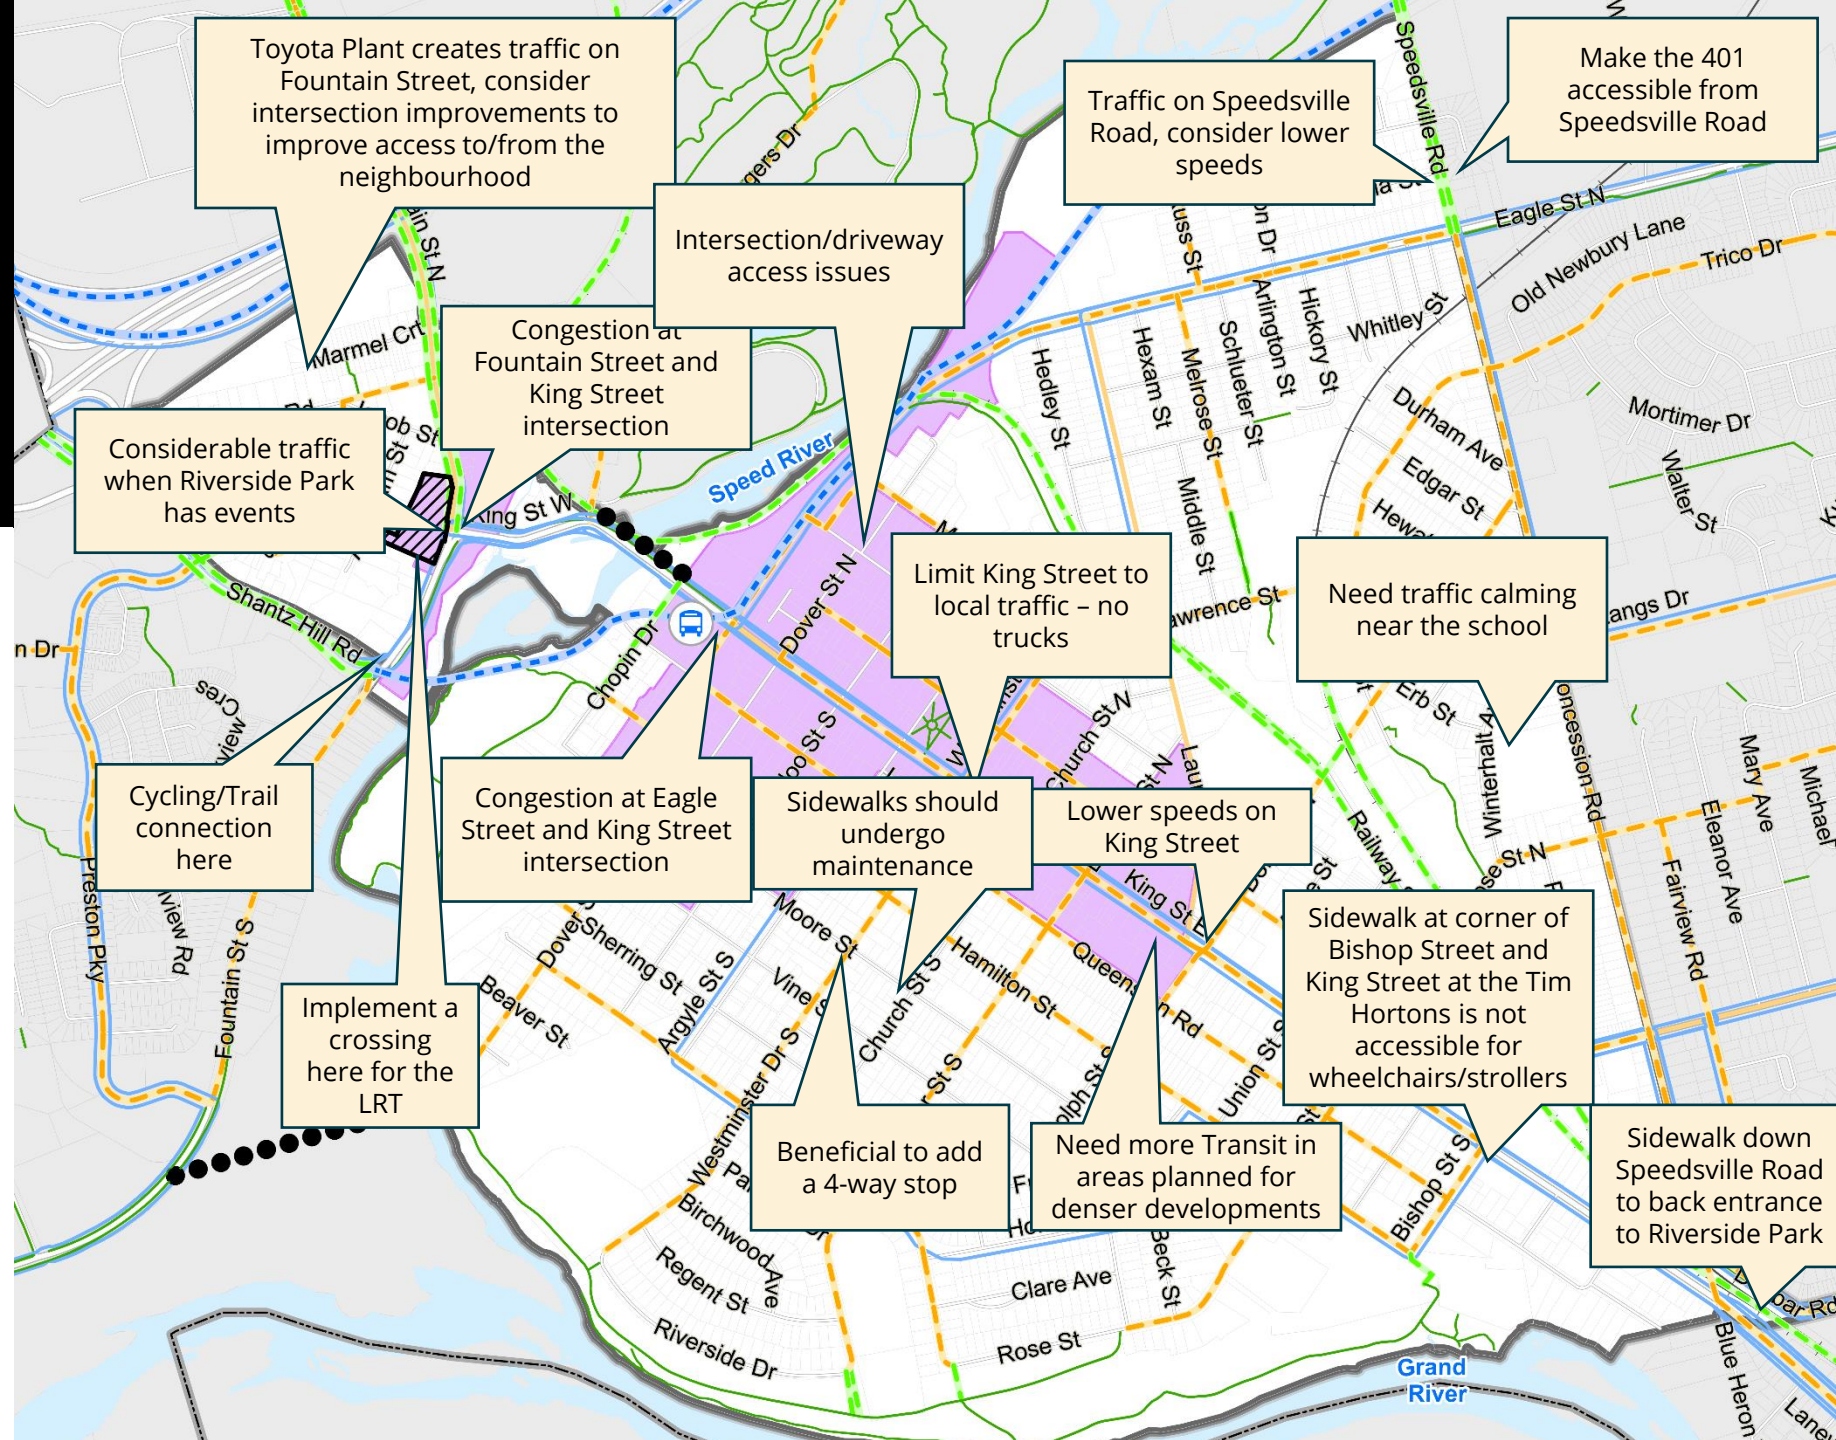 Toyota Plant creates traffic on
Fountain Street, consider
intersection improvements to
improve access to/from the
neighbourhood
Intersection/driveway
access issues
Traffic on Speedsville
Road, consider lower
speeds
Make the 401
accessible from
Speedsville Road
Congestion at
Fountain Street and
King Street
intersection
Considerable traffic
when Riverside Park
has events
Limit King Street to
local traffic – no
trucks
Need traffic calming
near the school
Cycling/Trail
connection
here
Congestion at Eagle
Street and King Street
intersection
Sidewalks should
undergo
maintenance
Lower speeds on
King Street
Sidewalk at corner of
Bishop Street and
King Street at the Tim
Hortons is not
accessible for
wheelchairs/strollers
Implement a
crossing
here for the
LRT
Beneficial to add
a 4-way stop
Need more Transit in
areas planned for
denser developments
Sidewalk down
Speedsville Road
to back entrance
to Riverside Park
Speedsville Rd
Eagle St N
Old Newbury Lane
Trico Dr
Arlington St
Hickory St
Whitley St
Schlueter St
Hexam St
Melrose St
Hedley St
Middle St
Durham Ave
Edgar St
Mortimer Dr
Walter St
Marmel Crt
Speed River
King St W
Shantz Hill Rd
Dover St N
Chopin Dr
Church St N
Erb St
Mary Ave
Michael
Eleanor Ave
Fairview Rd
Preston Pky
Fountain St S
King St E
Moore St
Sherring St
Beaver St
Argyle St S
Church St S
Hamilton St
Westminster Dr S
Union St S
Bishop St S
Birchwood Ave
Regent St
Riverside Dr
Clare Ave
Rose St
Beck St
Grand
River
Blue Heron